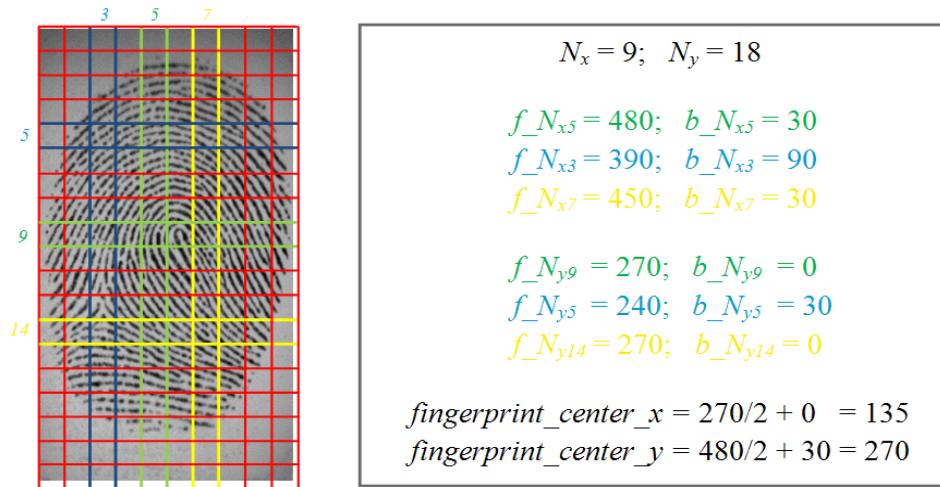 3 5 7
5
9
14
N_x = 9; N_y = 18
f_N_x5 = 480; b_N_x5 = 30
f_N_x3 = 390; b_N_x3 = 90
f_N_x7 = 450; b_N_x7 = 30
f_N_y9 = 270; b_N_y9 = 0
f_N_y5 = 240; b_N_y5 = 30
f_N_y14 = 270; b_N_y14 = 0
fingerprint_center_x = 270/2 + 0 = 135
fingerprint_center_y = 480/2 + 30 = 270